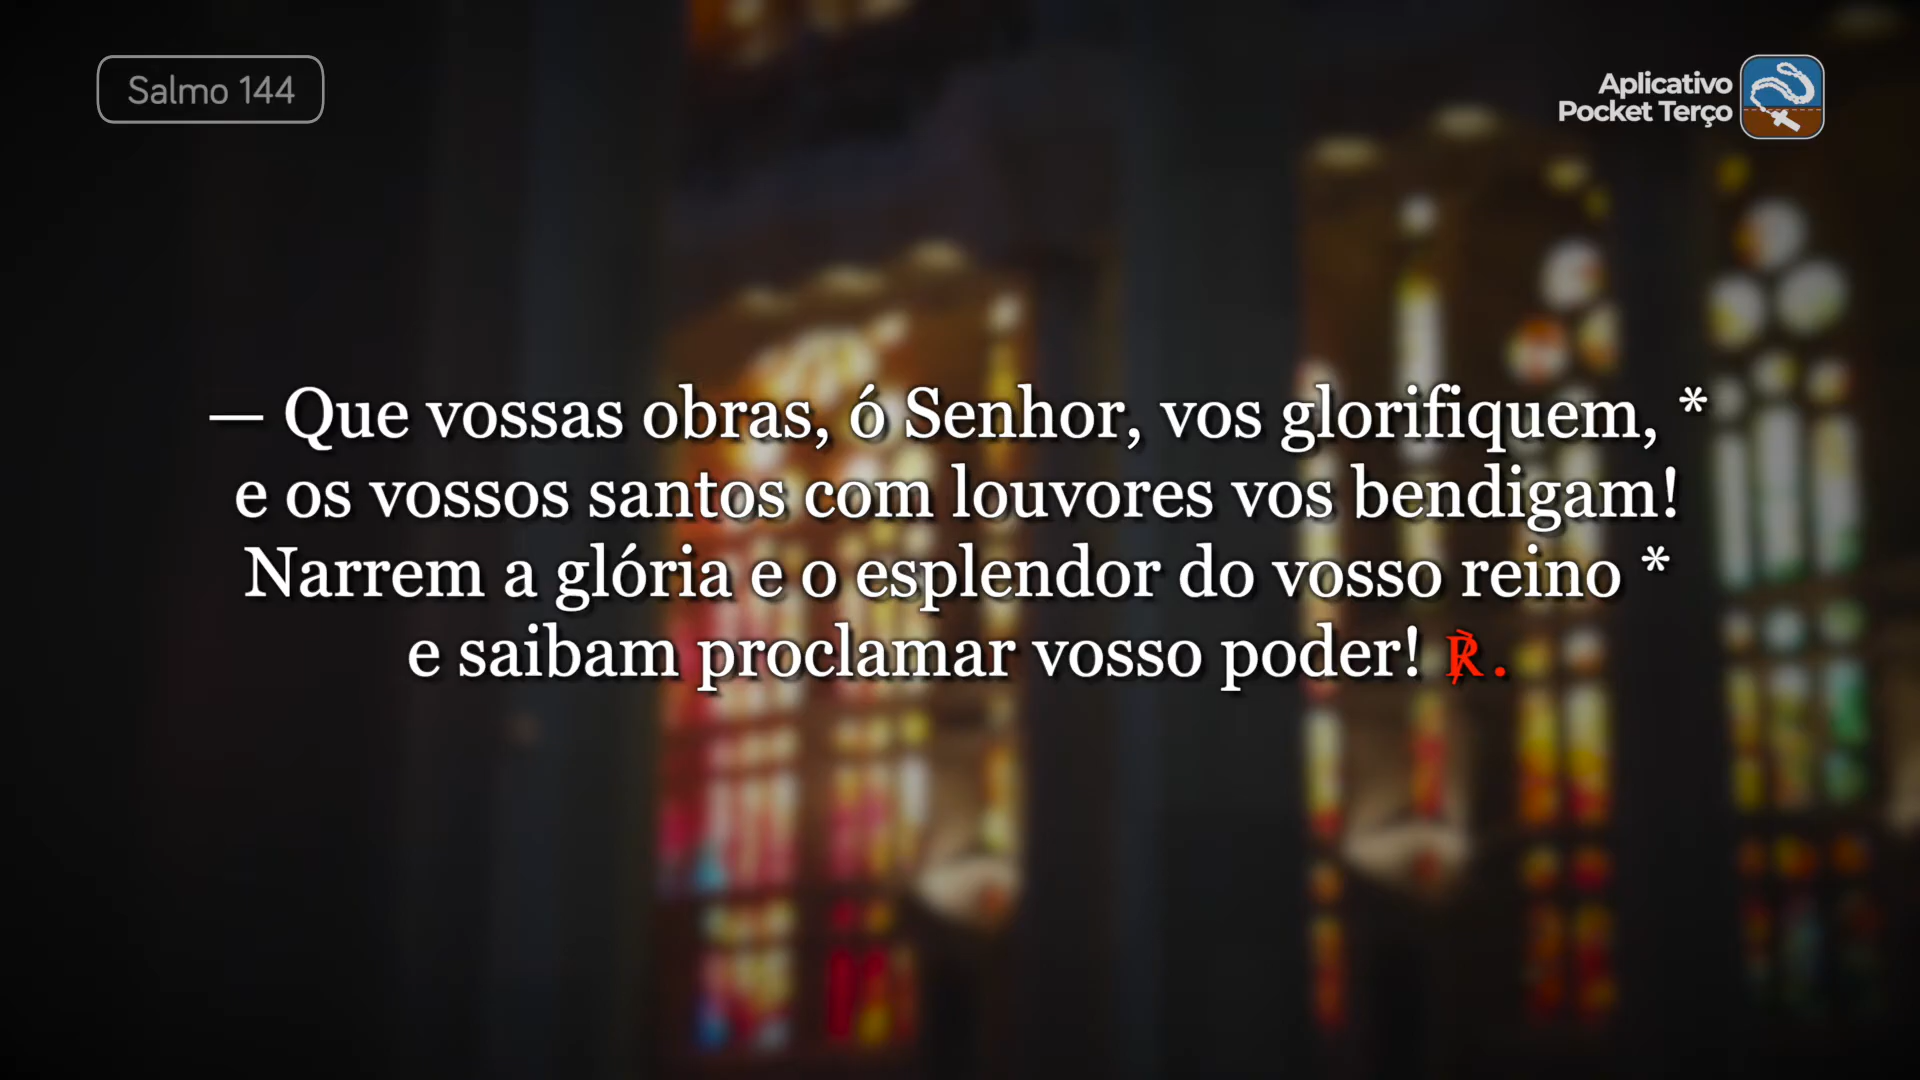 Salmo 144
Aplicativo
Pocket Terço
— Que vossas obras, ó Senhor, vos glorifiquem, *
e os vossos santos com louvores vos bendigam!
Narrem a glória e o esplendor do vosso reino *
e saibam proclamar vosso poder! ℟.